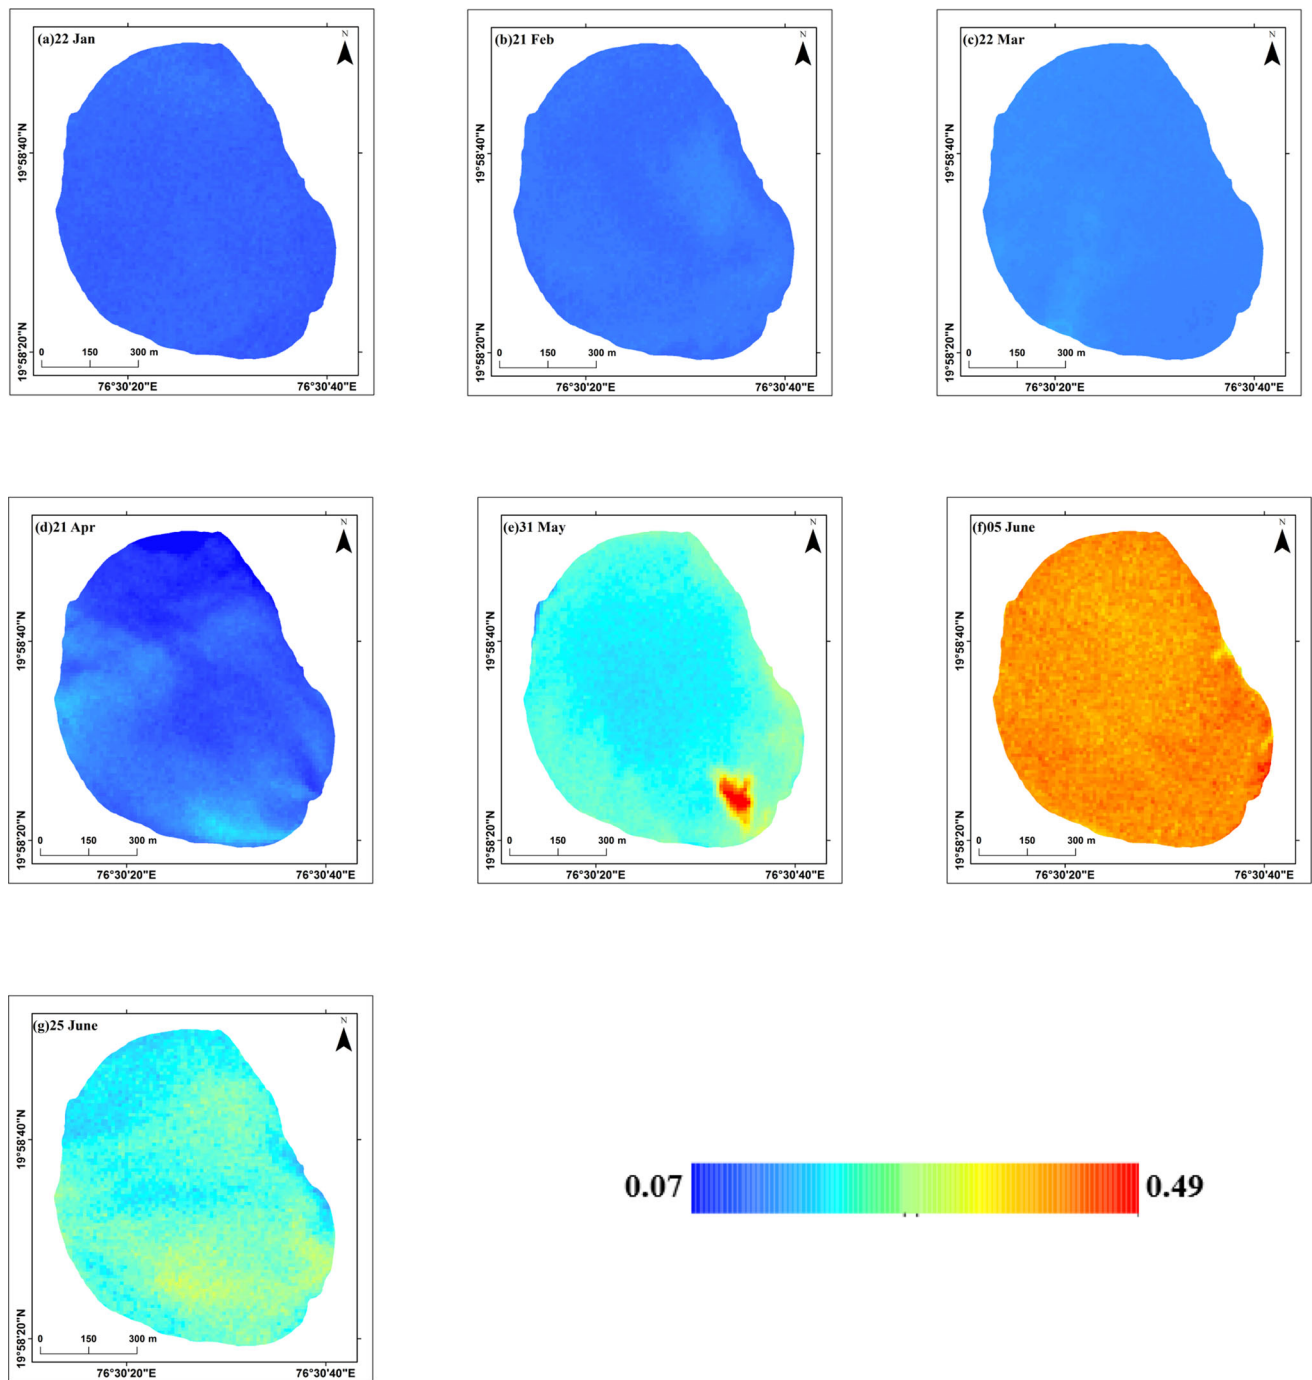 (a)22 Jan
N
19°58'40"N
19°58'20"N
0 150 300 m
76°30'20"E 76°30'40"E
(b)21 Feb
N
19°58'40"N
19°58'20"N
0 150 300 m
76°30'20"E 76°30'40"E
(c)22 Mar
N
19°58'40"N
19°58'20"N
0 150 300 m
76°30'20"E 76°30'40"E
(d)21 Apr
N
19°58'40"N
19°58'20"N
0 150 300 m
76°30'20"E 76°30'40"E
(e)31 May
N
19°58'40"N
19°58'20"N
0 150 300 m
76°30'20"E 76°30'40"E
(f)05 June
N
19°58'40"N
19°58'20"N
0 150 300 m
76°30'20"E 76°30'40"E
(g)25 June
N
19°58'40"N
19°58'20"N
0 150 300 m
76°30'20"E 76°30'40"E
0.07 0.49